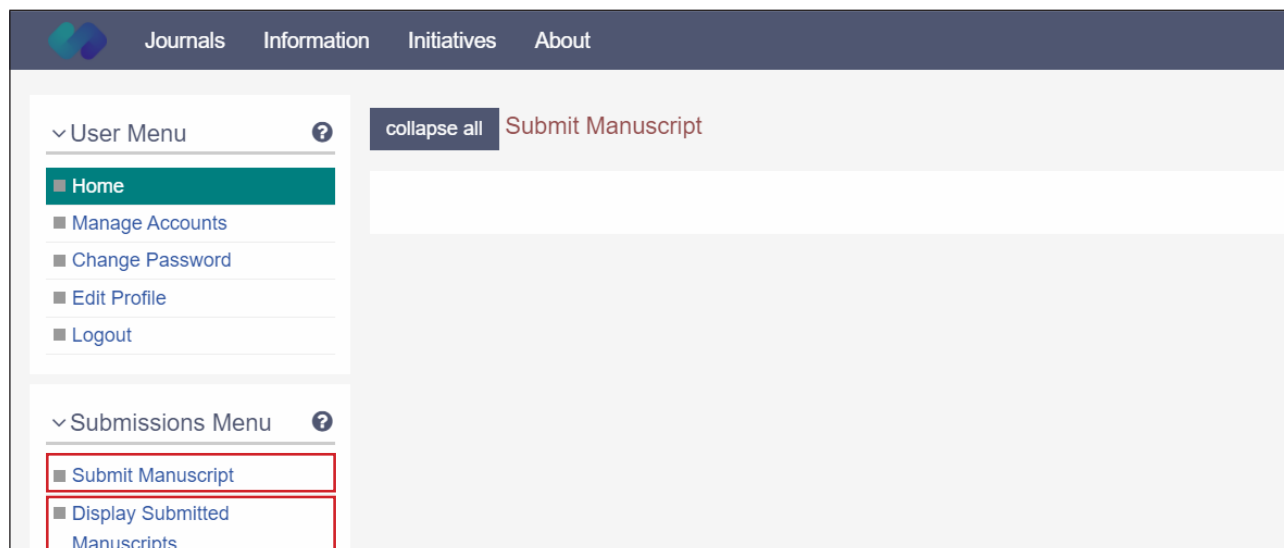 Journals Information Initiatives About
User Menu
Home
Manage Accounts
Change Password
Edit Profile
Logout
Submissions Menu
Submit Manuscript
Display Submitted
Manuscripts
collapse all Submit Manuscript